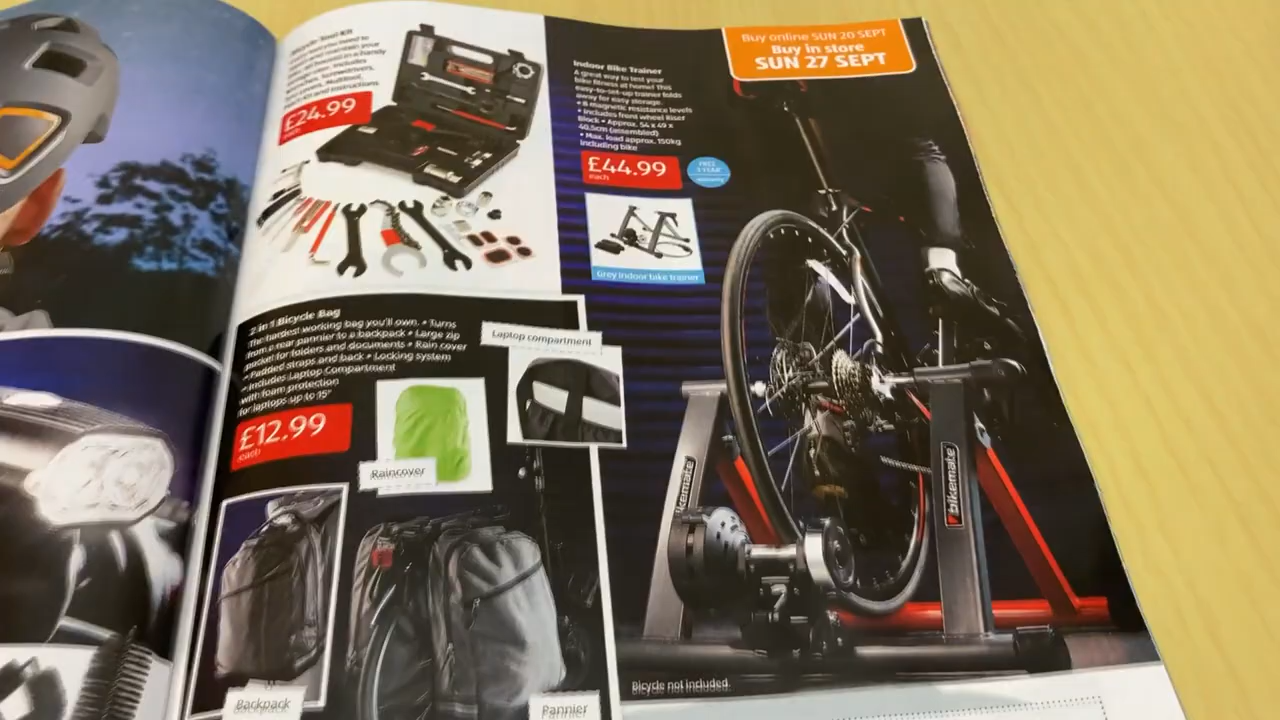 Bicycle Tool Kit
£24.99
each
Indoor Bike Trainer
A great way to test your
bike fitness at home! This
easy-to-set-up trainer folds
away for easy storage.
• 8 magnetic resistance levels
• Includes front wheel Riser
Block • Approx. 54 x 49 x
40.5cm (assembled)
• Max. load approx. 150kg
including bike
£44.99
each
FREE
warranty
Grey indoor bike trainer
Buy online SUN 20 SEPT
Buy in store
SUN 27 SEPT
2 in 1 Bicycle Bag
The hardest working bag you'll own. • Turns
from a rear pannier to a backpack • Large zip
pocket for folders and documents • Rain cover
• Padded straps and back • Locking system
• Includes Laptop Compartment
with foam protection
for laptops up to 15"
£12.99
each
Laptop compartment
Raincover
Backpack
Pannier
bikemate
bikemate
Bicycle not included.